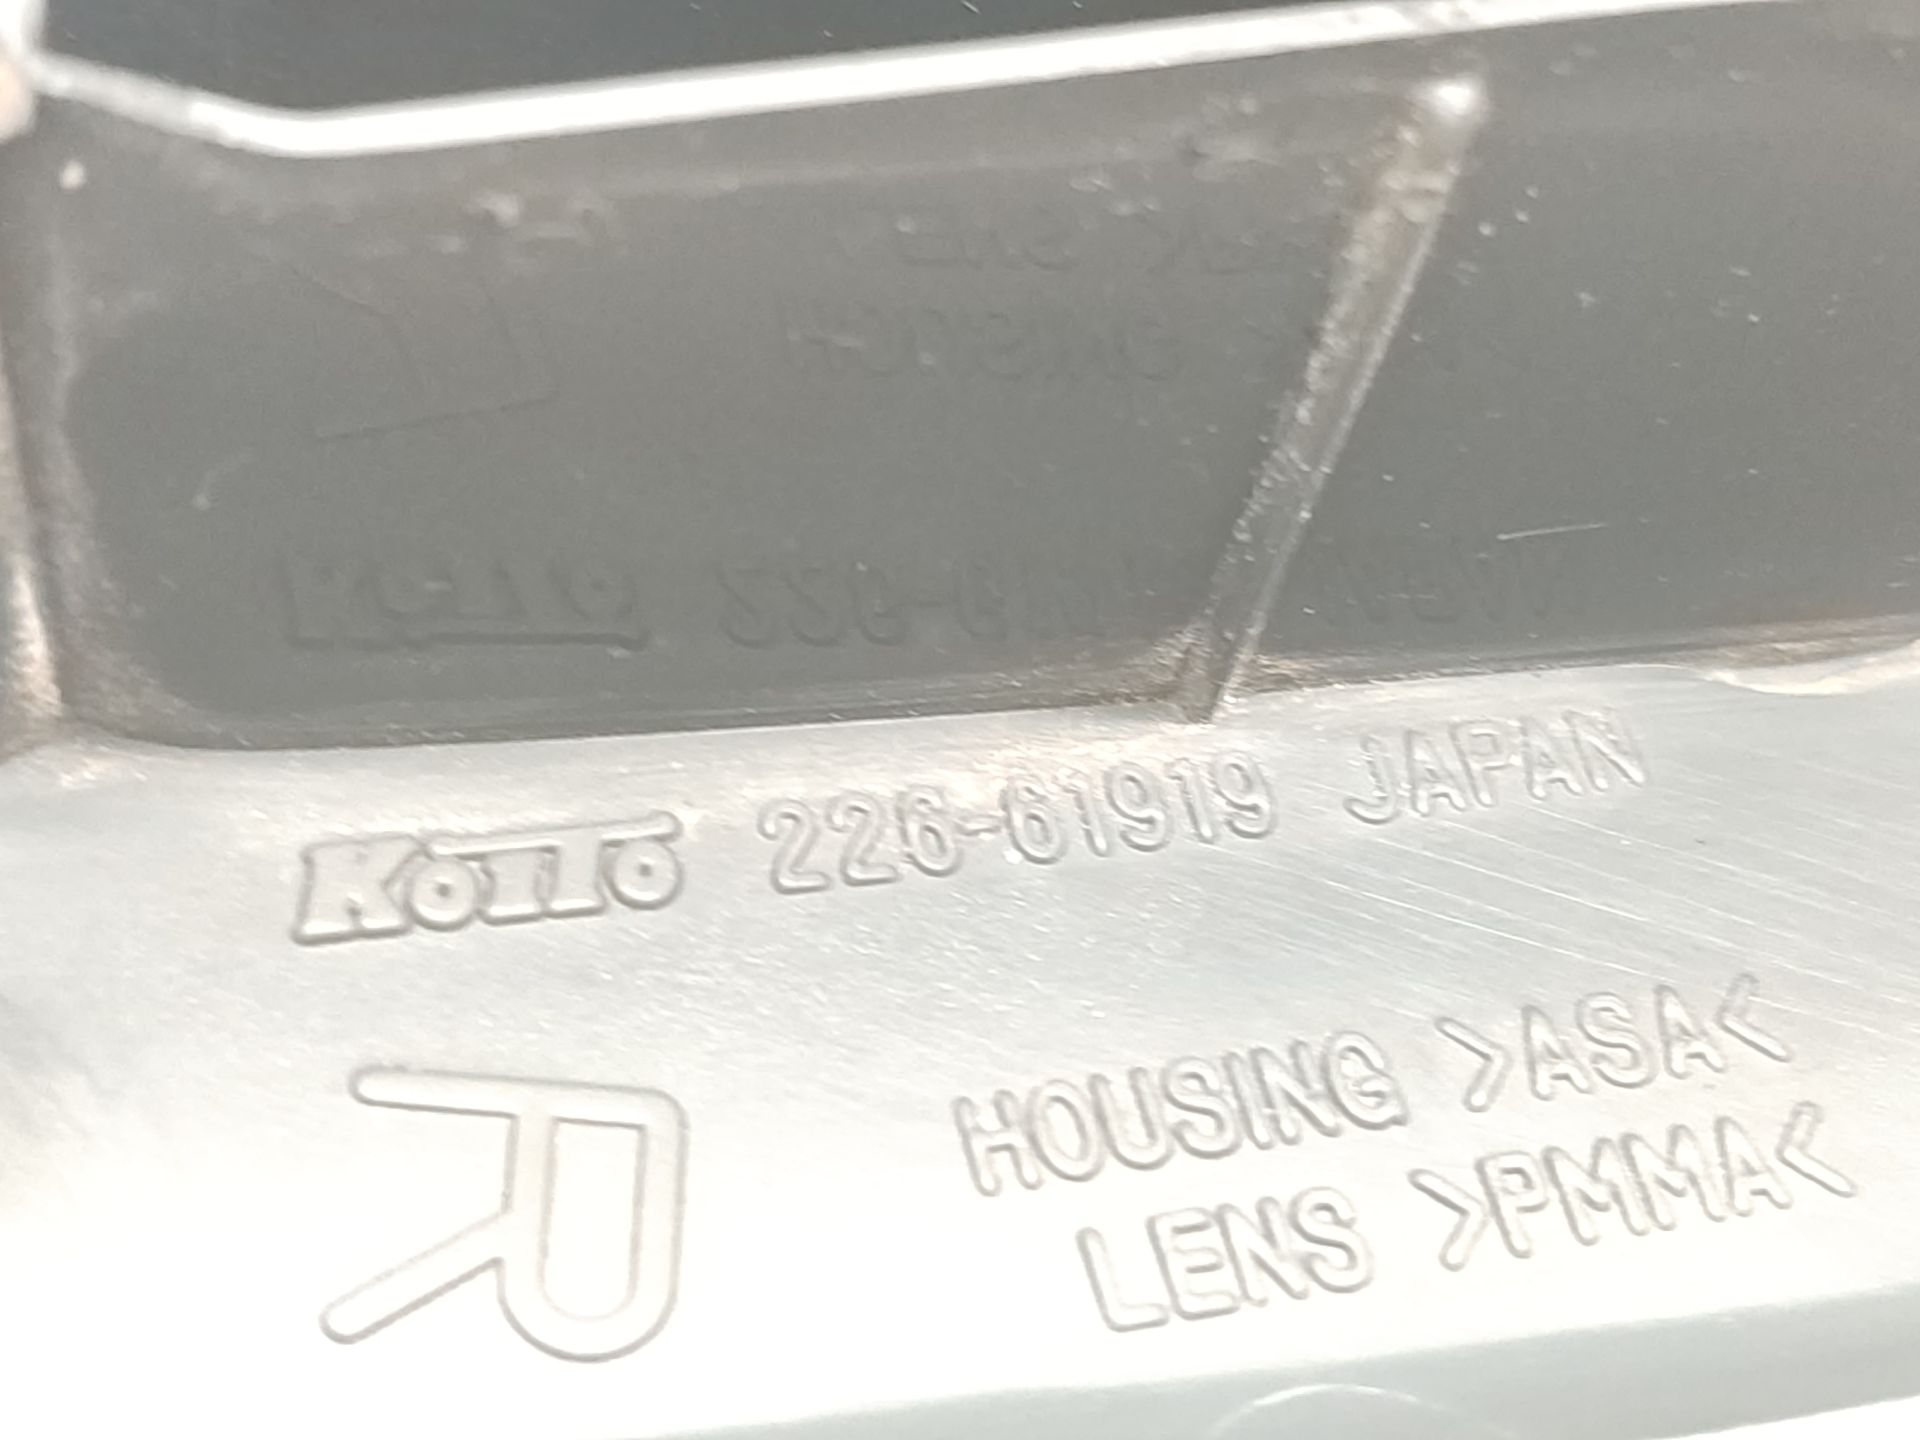 KOITO 226-61919 JAPAN
R
HOUSING >ASA<
LENS >PMMA<